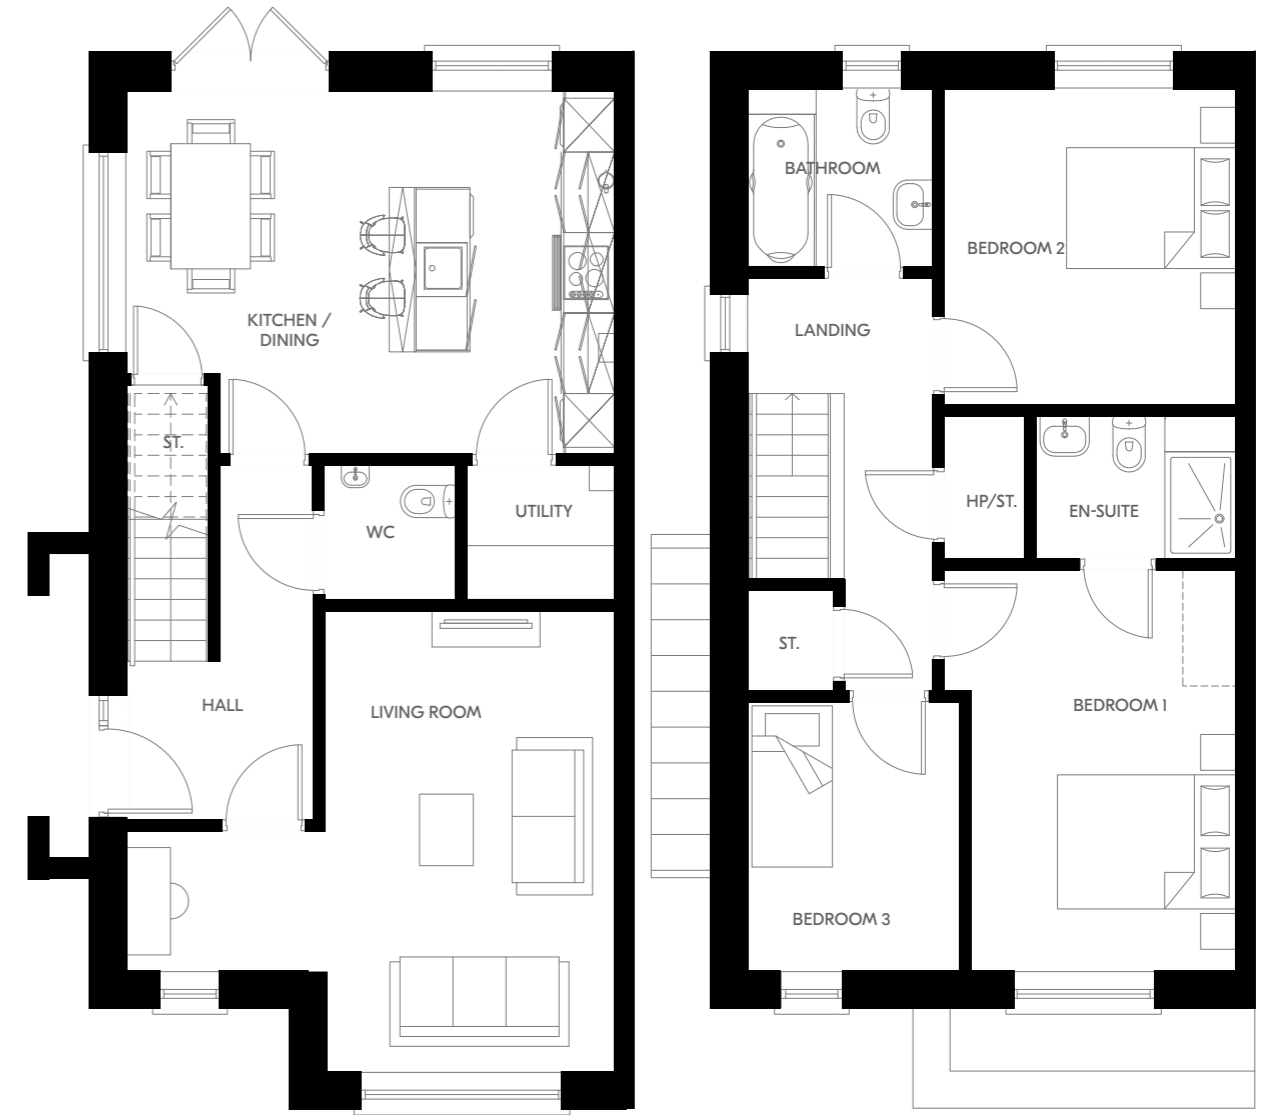 KITCHEN /
DINING
ST.
WC
UTILITY
HALL
LIVING ROOM
BATHROOM
BEDROOM 2
LANDING
HP/ST.
EN-SUITE
ST.
BEDROOM 1
BEDROOM 3